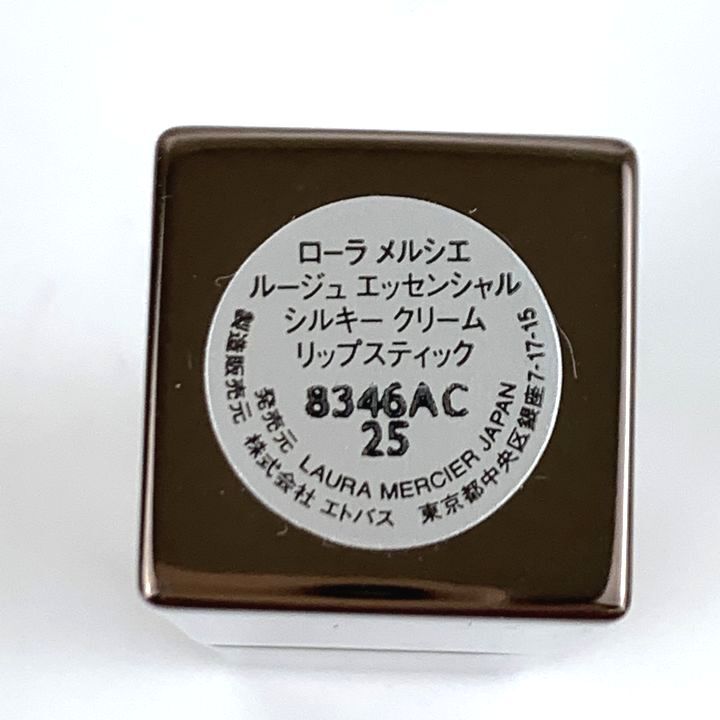 ローラ メルシエ
ルージュ エッセンシャル
シルキー クリーム
リップスティック
8346AC
25
発売元 LAURA MERCIER JAPAN
製造販売元 株式会社 エトバス 東京都中央区銀座7-17-15